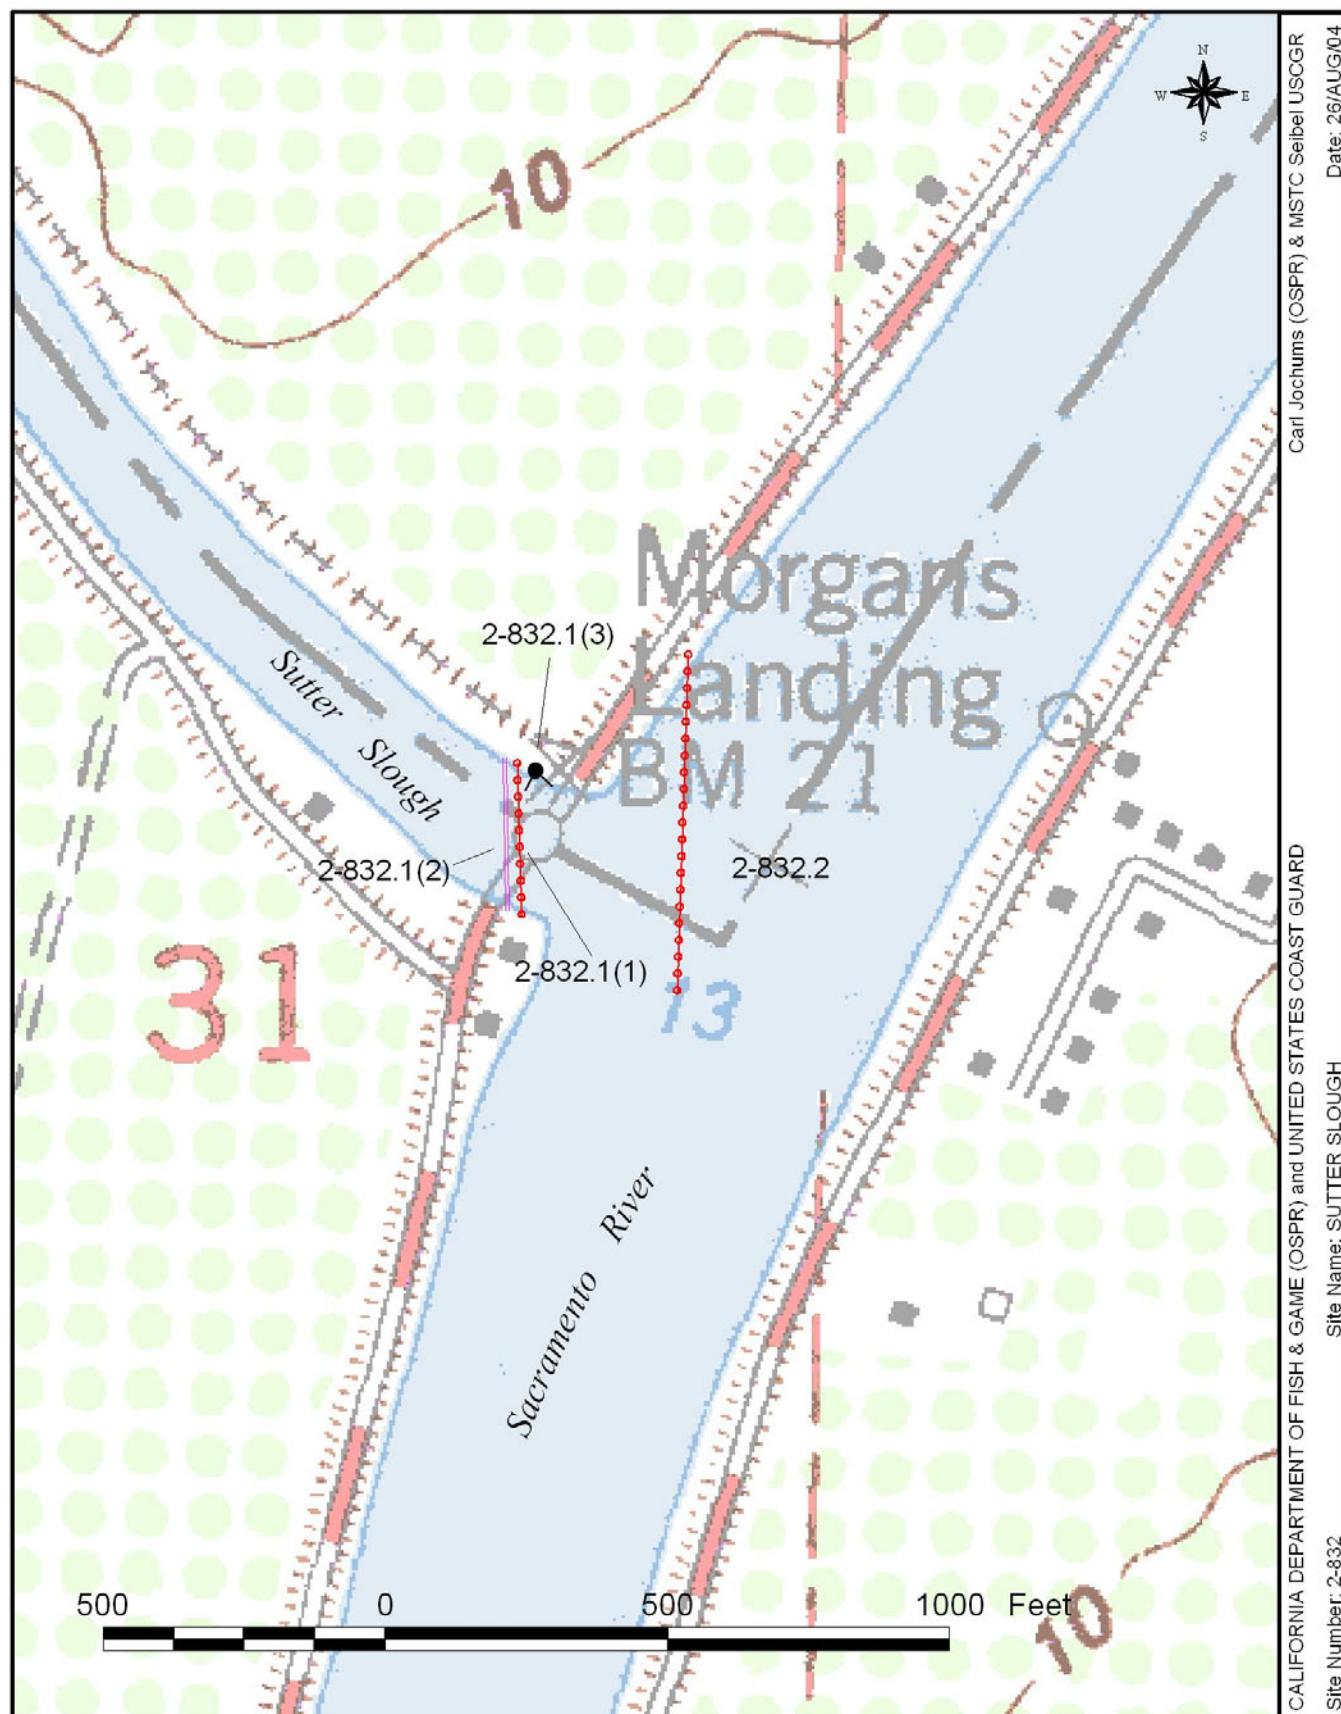 N
W E
S
10
Morgans
Landing
BM 21
2-832.1(3)
Sutter
Slough
2-832.1(2)
2-832.2
2-832.1(1)
13
31
Sacramento River
500 0 500 1000 Feet
10
CALIFORNIA DEPARTMENT OF FISH & GAME (OSPR) and UNITED STATES COAST GUARD Carl Jochums (OSPR) & MSTC Seibel USCGR
Site Number: 2-832 Site Name: SUTTER SLOUGH Date: 26/AUG/04